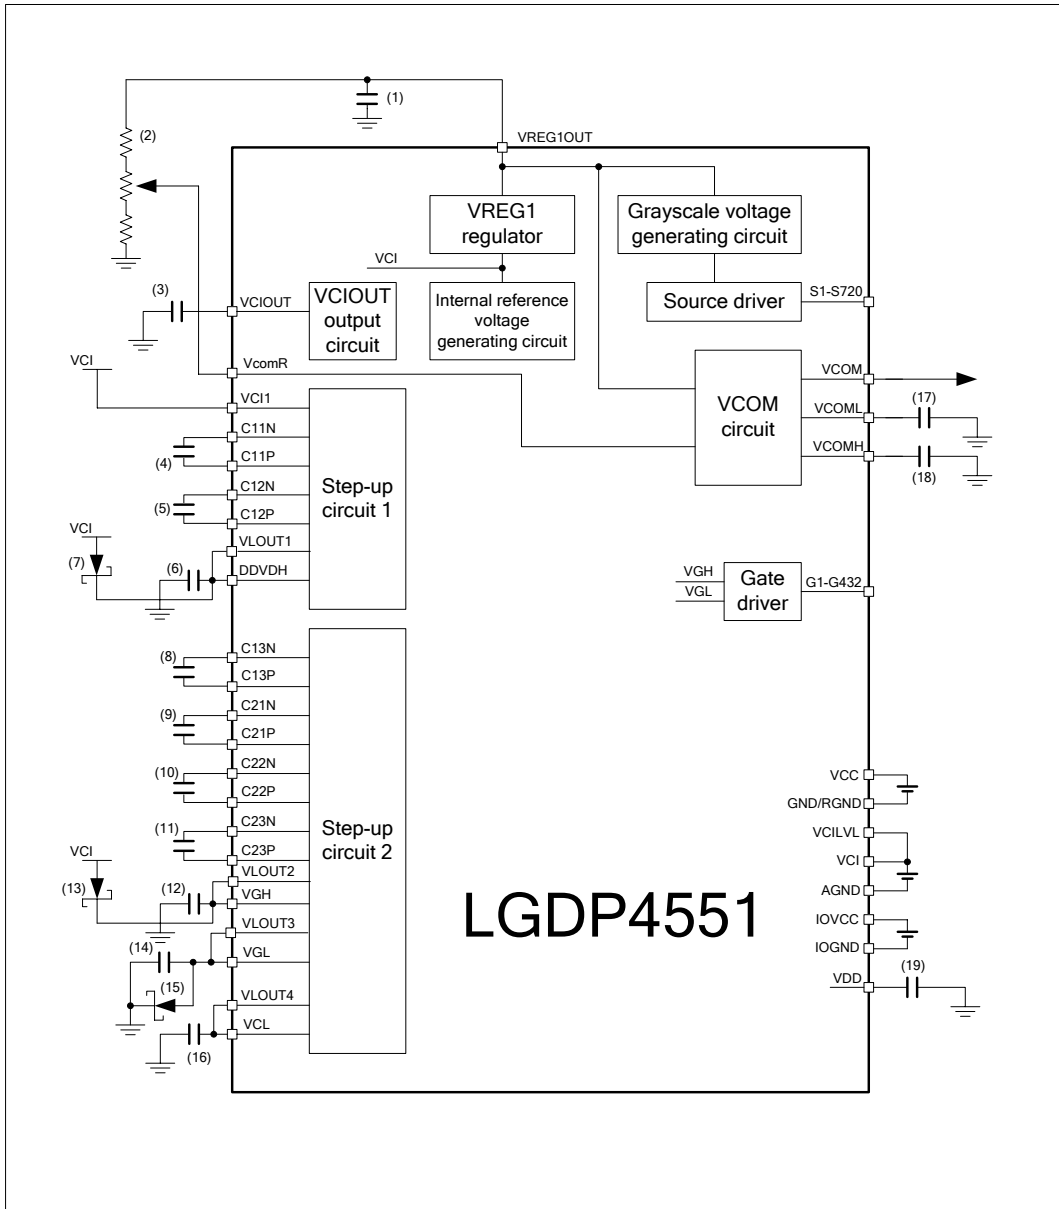 (1)
(2)
VREG1OUT
VREG1
regulator
Grayscale voltage
generating circuit
VCI
(3)
VCIOUT
VCIOUT
output
circuit
Internal reference
voltage
generating circuit
Source driver
S1-S720
VCI
VcomR
VCI1
VCOM
circuit
VCOM
VCOML
(17)
VCOMH
(18)
C11N
(4)
C11P
C12N
(5)
C12P
Step-up
circuit 1
VCI
VLOUT1
(7)
(6)
DDVDH
VGH
VGL
Gate
driver
G1-G432
C13N
(8)
C13P
C21N
(9)
C21P
C22N
(10)
C22P
C23N
(11)
C23P
Step-up
circuit 2
VCI
VLOUT2
(13)
(12)
VGH
VLOUT3
(14)
VGL
(15)
VLOUT4
VCL
(16)
LGDP4551
VCC
GND/RGND
VCILVL
VCI
AGND
IOVCC
IOGND
VDD
(19)